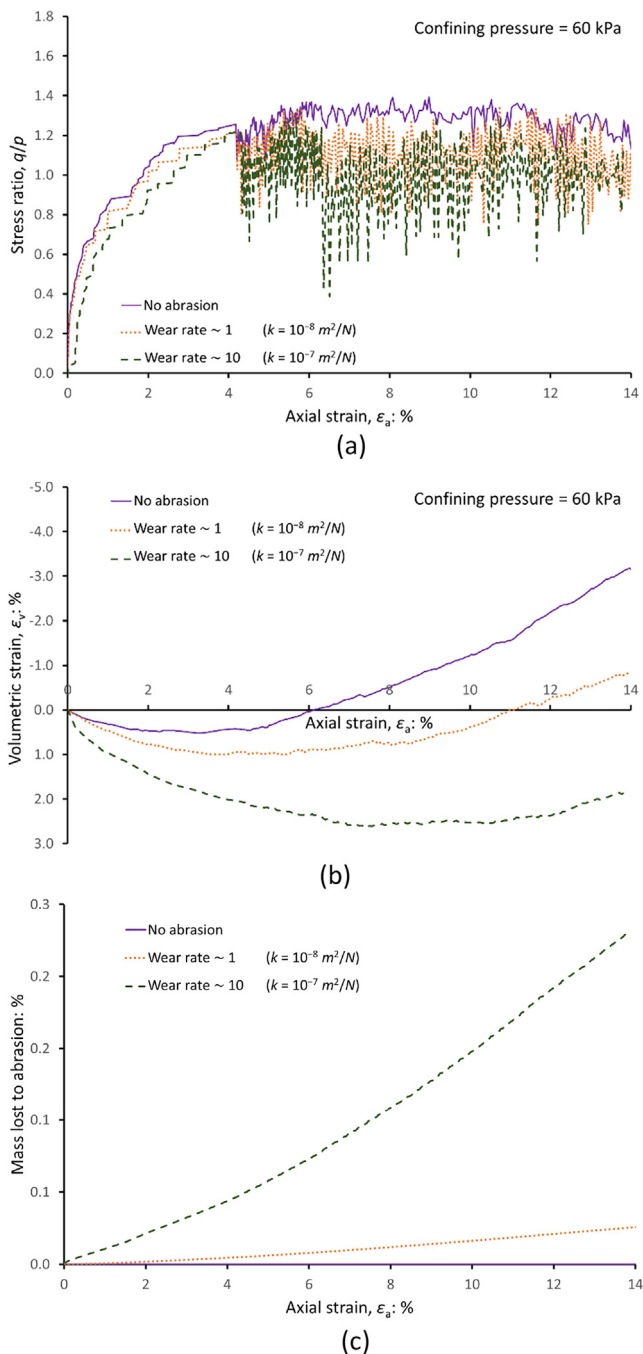 1.8
Confining pressure = 60 kPa
1.6
1.4
1.2
1.0
0.8
0.6
0.4
0.2
0.0
Stress ratio, q/p
No abrasion
Wear rate ~ 1 (k = 10⁻⁸ m²/N)
Wear rate ~ 10 (k = 10⁻⁷ m²/N)
0 2 4 6 8 10 12 14
Axial strain, εₐ: %
(a)
-5.0
Confining pressure = 60 kPa
-4.0
-3.0
-2.0
-1.0
0.0
1.0
2.0
3.0
Volumetric strain, εᵥ: %
No abrasion
Wear rate ~ 1 (k = 10⁻⁸ m²/N)
Wear rate ~ 10 (k = 10⁻⁷ m²/N)
0 2 4 6 8 10 12 14
Axial strain, εₐ: %
(b)
0.3
0.2
0.2
0.1
0.1
0.0
Mass lost to abrasion: %
No abrasion
Wear rate ~ 1 (k = 10⁻⁸ m²/N)
Wear rate ~ 10 (k = 10⁻⁷ m²/N)
0 2 4 6 8 10 12 14
Axial strain, εₐ: %
(c)